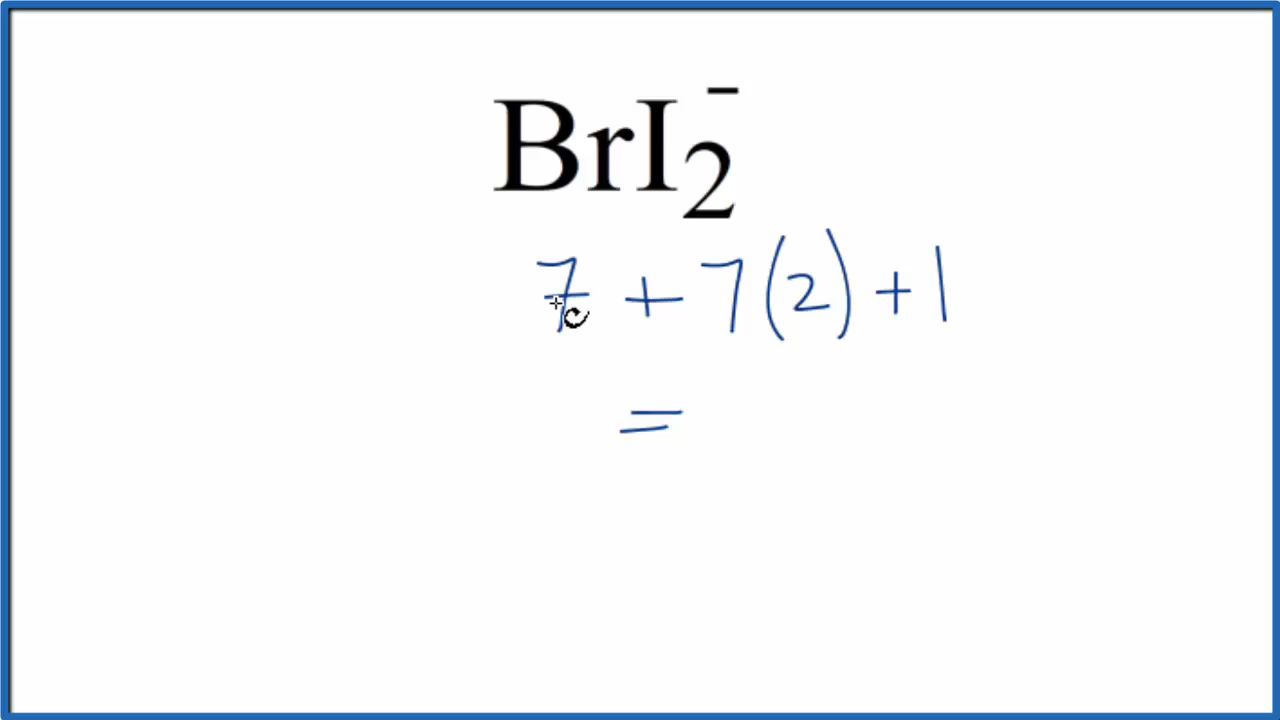 BrI₂⁻
7 + 7(2) + 1
=